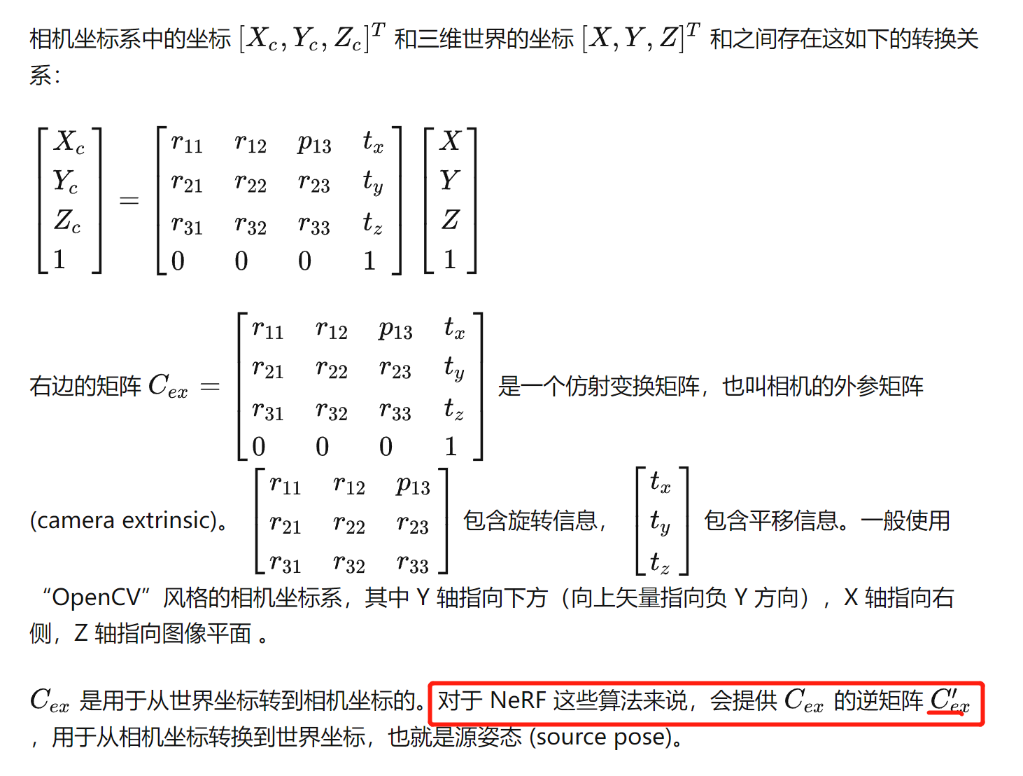 相机坐标系中的坐标 $[X_c, Y_c, Z_c]^T$ 和三维世界的坐标 $[X, Y, Z]^T$ 和之间存在这如下的转换关
系：
$\begin{bmatrix} X_c \\ Y_c \\ Z_c \\ 1 \end{bmatrix} = \begin{bmatrix} r_{11} & r_{12} & p_{13} & t_x \\ r_{21} & r_{22} & r_{23} & t_y \\ r_{31} & r_{32} & r_{33} & t_z \\ 0 & 0 & 0 & 1 \end{bmatrix} \begin{bmatrix} X \\ Y \\ Z \\ 1 \end{bmatrix}$
右边的矩阵 $C_{ex} = \begin{bmatrix} r_{11} & r_{12} & p_{13} & t_x \\ r_{21} & r_{22} & r_{23} & t_y \\ r_{31} & r_{32} & r_{33} & t_z \\ 0 & 0 & 0 & 1 \end{bmatrix}$ 是一个仿射变换矩阵，也叫相机的外参矩阵
(camera extrinsic)。$\begin{bmatrix} r_{11} & r_{12} & p_{13} \\ r_{21} & r_{22} & r_{23} \\ r_{31} & r_{32} & r_{33} \end{bmatrix}$ 包含旋转信息，$\begin{bmatrix} t_x \\ t_y \\ t_z \end{bmatrix}$ 包含平移信息。一般使用
“OpenCV”风格的相机坐标系，其中 Y 轴指向下方（向上矢量指向负 Y 方向），X 轴指向右
侧，Z 轴指向图像平面 。
$C_{ex}$ 是用于从世界坐标转到相机坐标的。对于 NeRF 这些算法来说，会提供 $C_{ex}$ 的逆矩阵 $C'_{ex}$
，用于从相机坐标转换到世界坐标，也就是源姿态 (source pose)。